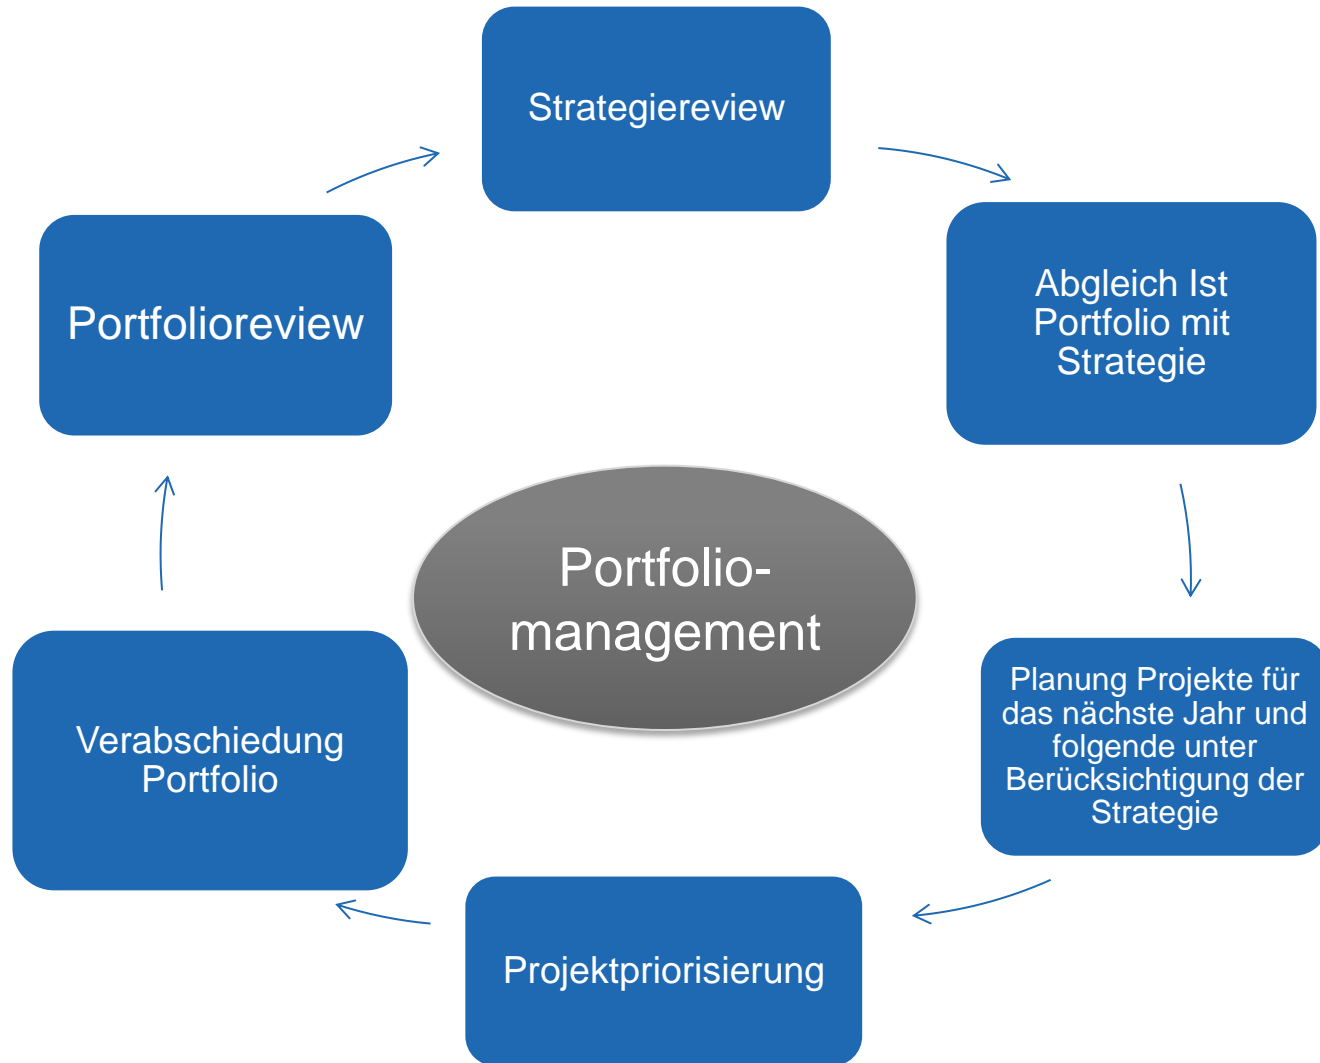 Strategiereview
Abgleich Ist
Portfolio mit
Strategie
Planung Projekte für
das nächste Jahr und
folgende unter
Berücksichtigung der
Strategie
Projektpriorisierung
Verabschiedung
Portfolio
Portfolioreview
Portfolio-
management